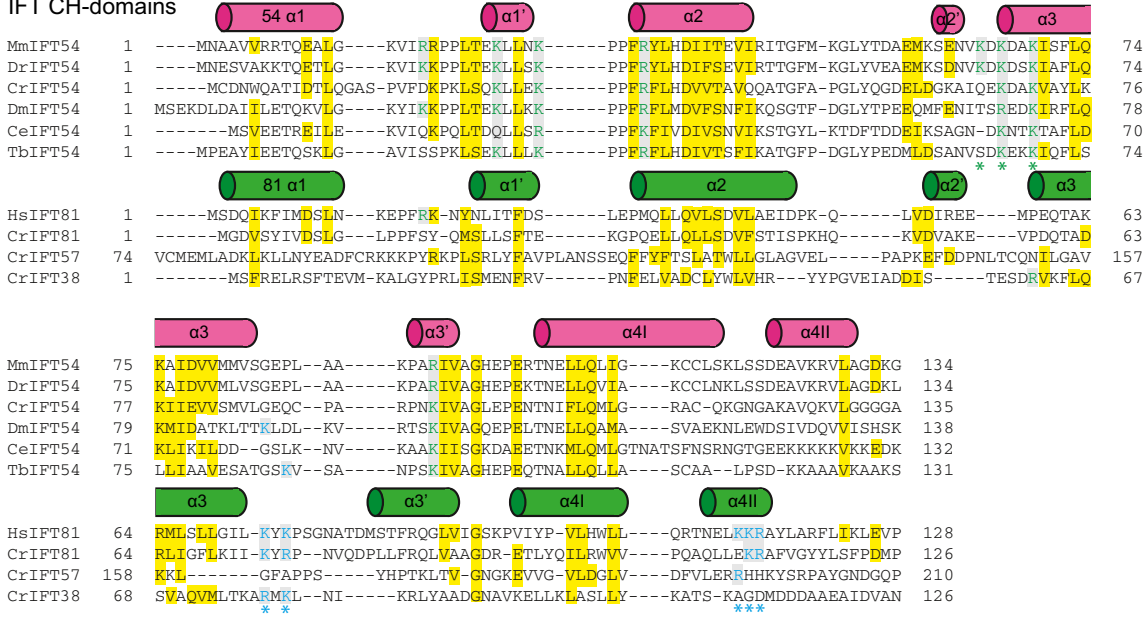 IFT CH-domains
54 α1 α1' α2 α2' α3
MmIFT54 1 ----MNAAVVRRTQEALG----KVIRRPPLTEKLLNK------PPFRYLHDIITEVIRITGFM-KGLYTDAEMKSENVKDKDAKISFLQ 74
DrIFT54 1 ----MNESVAKKTQETLG----KVIKKPPLTEKLLSK------PPFRYLHDIFSEVIRTTGFM-KGLYVEAEMKSDNVKDKDSKIAFLQ 74
CrIFT54 1 -----MCDNWQATIDTLQGAS-PVFDKPKLSQKLLEK------PPFRFLHDVVTAVQQATGFA-PGLYQGDELDGKAIQEKDAKVAYLK 76
DmIFT54 1 MSEKDLDAIILETQKVLG----KYIKKPPLTEKLLKK------PPFRFLMDVFSNFIKQSGTF-DGLYTPEEQMFENITSREDKIRFLQ 78
CeIFT54 1 -------MSVEETREILE----KVIQKPQLTDQLLSR------PPFKFIVDIVSNVIKSTGYL-KTDFTDDEIKSAGN-DKNTKTAFLD 70
TbIFT54 1 ----MPEAYIEETQSKLG----AVISSPKLSEKLLLK------PPFRFLHDIVTSFIKATGFP-DGLYPEDMLDSANVSDKEKKIQFLS 74
* * *
81 α1 α1' α2 α2' α3
HsIFT81 1 -----MSDQIKFIMDSLN---KEPFRK-NYNLITFDS------LEPMQLLQVLSDVLAEIDPK-Q------LVDIREE---MPEQTAK 63
CrIFT81 1 -----MGDVSYIVDSLG----LPPFSY-QMSLLSFTE------KGPQELLQLLSDVFSTISPKHQ------KVDVAKE----VPDQTAD 63
CrIFT57 74 VCMEMLADKLKLLNYEADFCRKKKPYRKPLSRLYFAVPLANSSEQFFYFTSLATWLLGLAGVEL-----PAPKEFDDPNLTCQNILGAV 157
CrIFT38 1 -----MSFRELRSFTEVM-KALGYPRLISMENFRV------PNFELVADCLYWLVHR---YYPGVEIADDIS------TESDRVKFLQ 67
α3 α3' α4I α4II
MmIFT54 75 KAIDVVMMVSGEPL--AA-----KPARIVAGHEPERTNELLQLIG----KCCLSKLSSDEAVKRVLAGDKG 134
DrIFT54 75 KAIDVVMLVSGEPL--AA-----KPARIVAGHEPEKTNELLQVIA----KCCLNKLSSDEAVKRVLAGDKL 134
CrIFT54 77 KIIEVVSMVLGEQC--PA-----RPNKIVAGLEPENTNIFLQMLG----RAC-QKGNGAKAVQKVLGGGGA 135
DmIFT54 79 KMIDATKLTTKLDL-KV-----RTSKIVAGQEPELTNELLQAMA----SVAEKNLEWDSIVDQVVISHSK 138
CeIFT54 71 KLIKILDD--GSLK--NV-----KAAKIISGKDAEETNKMLQMLGTNATSFNSRNGTGEEKKKKKVKKEDK 132
TbIFT54 75 LLIAAVESATGSKV--SA-----NPSKIVAGHEPEQTNALLQLLA----SCAA--LPSD-KKAAAVKAAKS 131
α3 α3' α4I α4II
HsIFT81 64 RMLSLLGILKYKPSGNATDMSTFRQGLVIGSKPVIYP-VLHWLL----QRTNELKKRAYLARFLIKLEVP 128
CrIFT81 64 RLIGFLKIIKYRP--NVQDPLLFRQLVAAGDR-ETLYQILRWVV----PQAQLLEKRAFVGYYLSFPDMP 126
CrIFT57 158 KKL-------GFAPPS----YHPTKLTV-GNGKEVVG-VLDGLV----DFVLERRHHKYSRPAYGNDGQP 210
CrIFT38 68 SVAQVMLTKARMKL--NI----KRLYAADGNAVKELLKLASLLY----KATS-KAGDMDDDAAEAIDVAN 126
* * ***